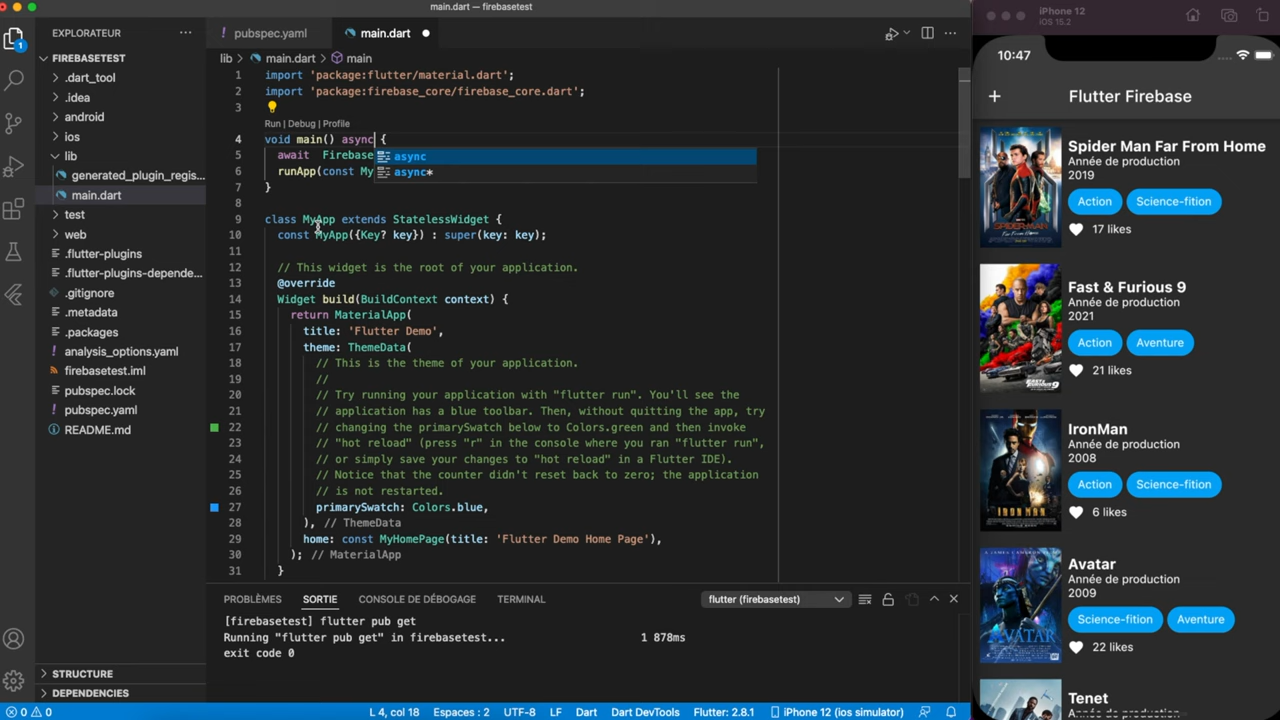 main.dart — firebasetest
EXPLORATEUR
FIREBASETEST
.dart_tool
.idea
android
ios
lib
generated_plugin_regis...
main.dart
test
web
.flutter-plugins
.flutter-plugins-depende...
.gitignore
.metadata
.packages
analysis_options.yaml
firebasetest.iml
pubspec.lock
pubspec.yaml
README.md
STRUCTURE
DEPENDENCIES
1
pubspec.yaml main.dart
lib > main.dart > main
1 import 'package:flutter/material.dart';
2 import 'package:firebase_core/firebase_core.dart';
3
Run | Debug | Profile
4 void main() async {
5 await Firebase
6 runApp(const My
async
async*
7 }
8
9 class MyApp extends StatelessWidget {
10 const MyApp({Key? key}) : super(key: key);
11
12 // This widget is the root of your application.
13 @override
14 Widget build(BuildContext context) {
15 return MaterialApp(
16 title: 'Flutter Demo',
17 theme: ThemeData(
18 // This is the theme of your application.
19 //
20 // Try running your application with "flutter run". You'll see the
21 // application has a blue toolbar. Then, without quitting the app, try
22 // changing the primarySwatch below to Colors.green and then invoke
23 // "hot reload" (press "r" in the console where you ran "flutter run",
24 // or simply save your changes to "hot reload" in a Flutter IDE).
25 // Notice that the counter didn't reset back to zero; the application
26 // is not restarted.
27 primarySwatch: Colors.blue,
28 ), // ThemeData
29 home: const MyHomePage(title: 'Flutter Demo Home Page'),
30 ); // MaterialApp
31 }
PROBLÈMES SORTIE CONSOLE DE DÉBOGAGE TERMINAL flutter (firebasetest)
[firebasetest] flutter pub get
Running "flutter pub get" in firebasetest... 1 878ms
exit code 0
0 0 L 4, col 18 Espaces : 2 UTF-8 LF Dart Dart DevTools Flutter: 2.8.1 iPhone 12 (ios simulator)
iPhone 12
iOS 15.2
10:47
+ Flutter Firebase
Spider Man Far From Home
Année de production
2019
Action Science-fition
17 likes
Fast & Furious 9
Année de production
2021
Action Aventure
21 likes
IronMan
Année de production
2008
Action Science-fition
6 likes
IRON MAN
Avatar
Année de production
2009
Science-fition Aventure
22 likes
AVATAR
Tenet
Année de production